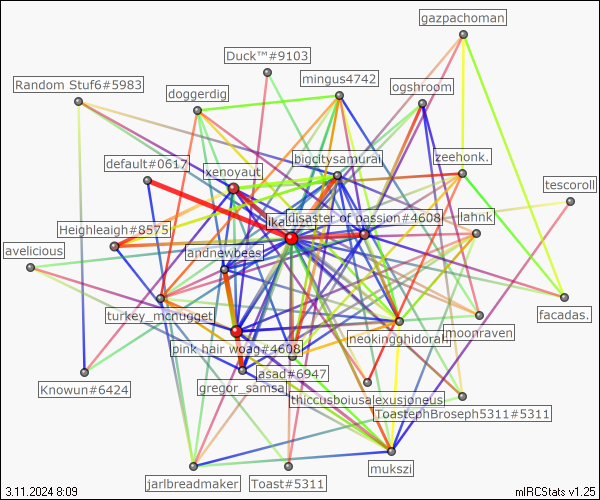 gazpachoman
Duck™#9103
mingus4742
Random Stuf6#5983
ogshroom
doggerdig
bigcitysamurai
zeehonk.
default#0617
xenoyaut
tescoroll
disaster of passion#4608
lahnk
Heighleaigh#8575
avelicious
andnewbees
turkey_mcnugget
facadas.
moonraven
neokingghidorah
pink hair woag#4608
asad#6947
gregor_samsa
Knowun#6424
thiccusboiusalexusjoneus
ToastephBroseph5311#5311
mukszi
jarlbreadmaker
Toast#5311
3.11.2024 8:09
mIRCStats v1.25